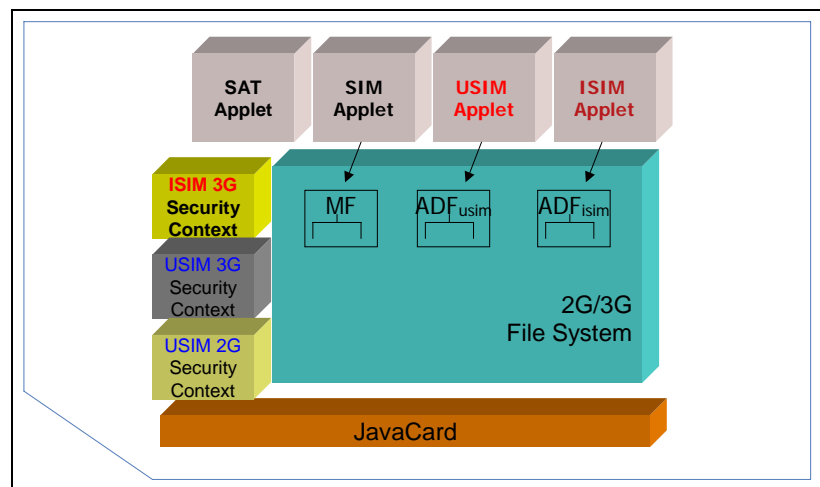 SAT
Applet
SIM
Applet
USIM
Applet
ISIM
Applet
ISIM 3G
Security
Context
USIM 3G
Security
Context
USIM 2G
Security
Context
MF
ADFusim
ADFisim
2G/3G
File System
JavaCard